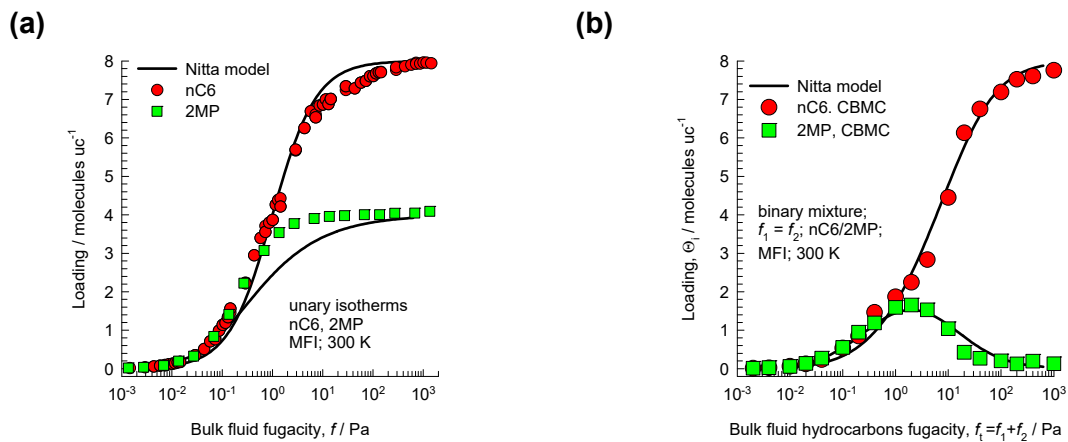 (a)
Loading / molecules uc-1
8
7
6
5
4
3
2
1
0
Nitta model
nC6
2MP
unary isotherms
nC6, 2MP
MFI; 300 K
10-3 10-2 10-1 100 101 102 103
Bulk fluid fugacity, f / Pa
(b)
Loading, Θi / molecules uc-1
8
7
6
5
4
3
2
1
0
Nitta model
nC6. CBMC
2MP, CBMC
binary mixture;
f1 = f2; nC6/2MP;
MFI; 300 K
10-3 10-2 10-1 100 101 102 103
Bulk fluid hydrocarbons fugacity, ft =f1+f2 / Pa